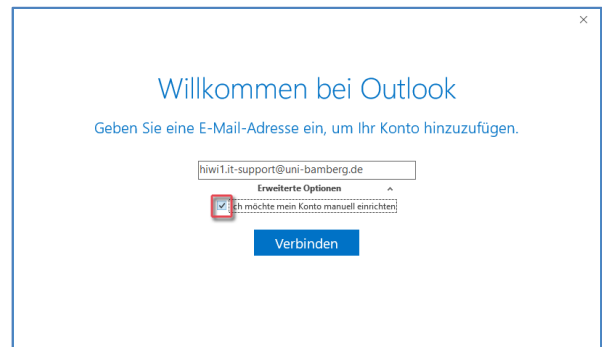 Willkommen bei Outlook
Geben Sie eine E-Mail-Adresse ein, um Ihr Konto hinzuzufügen.
hiwi1.it-support@uni-bamberg.de
Erweiterte Optionen
Ich möchte mein Konto manuell einrichten
Verbinden